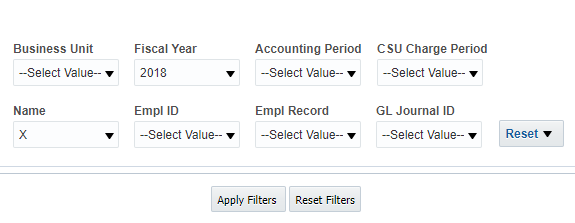 Business Unit Fiscal Year Accounting Period CSU Charge Period
--Select Value-- 2018 --Select Value-- --Select Value--
Name Empl ID Empl Record GL Journal ID
X --Select Value-- --Select Value-- --Select Value-- Reset
Apply Filters Reset Filters